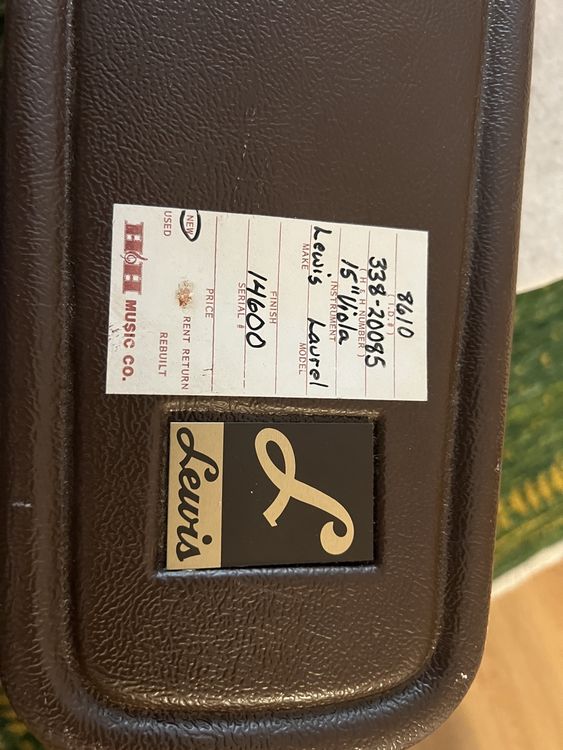 8610
( I.D. # )
338-20085
( H & H NUMBER )
15" Viola
INSTRUMENT
Lewis Laurel
MAKE MODEL
FINISH
14600
SERIAL #
PRICE
NEW RENT RETURN
USED REBUILT
H&H MUSIC CO.
L
Lewis